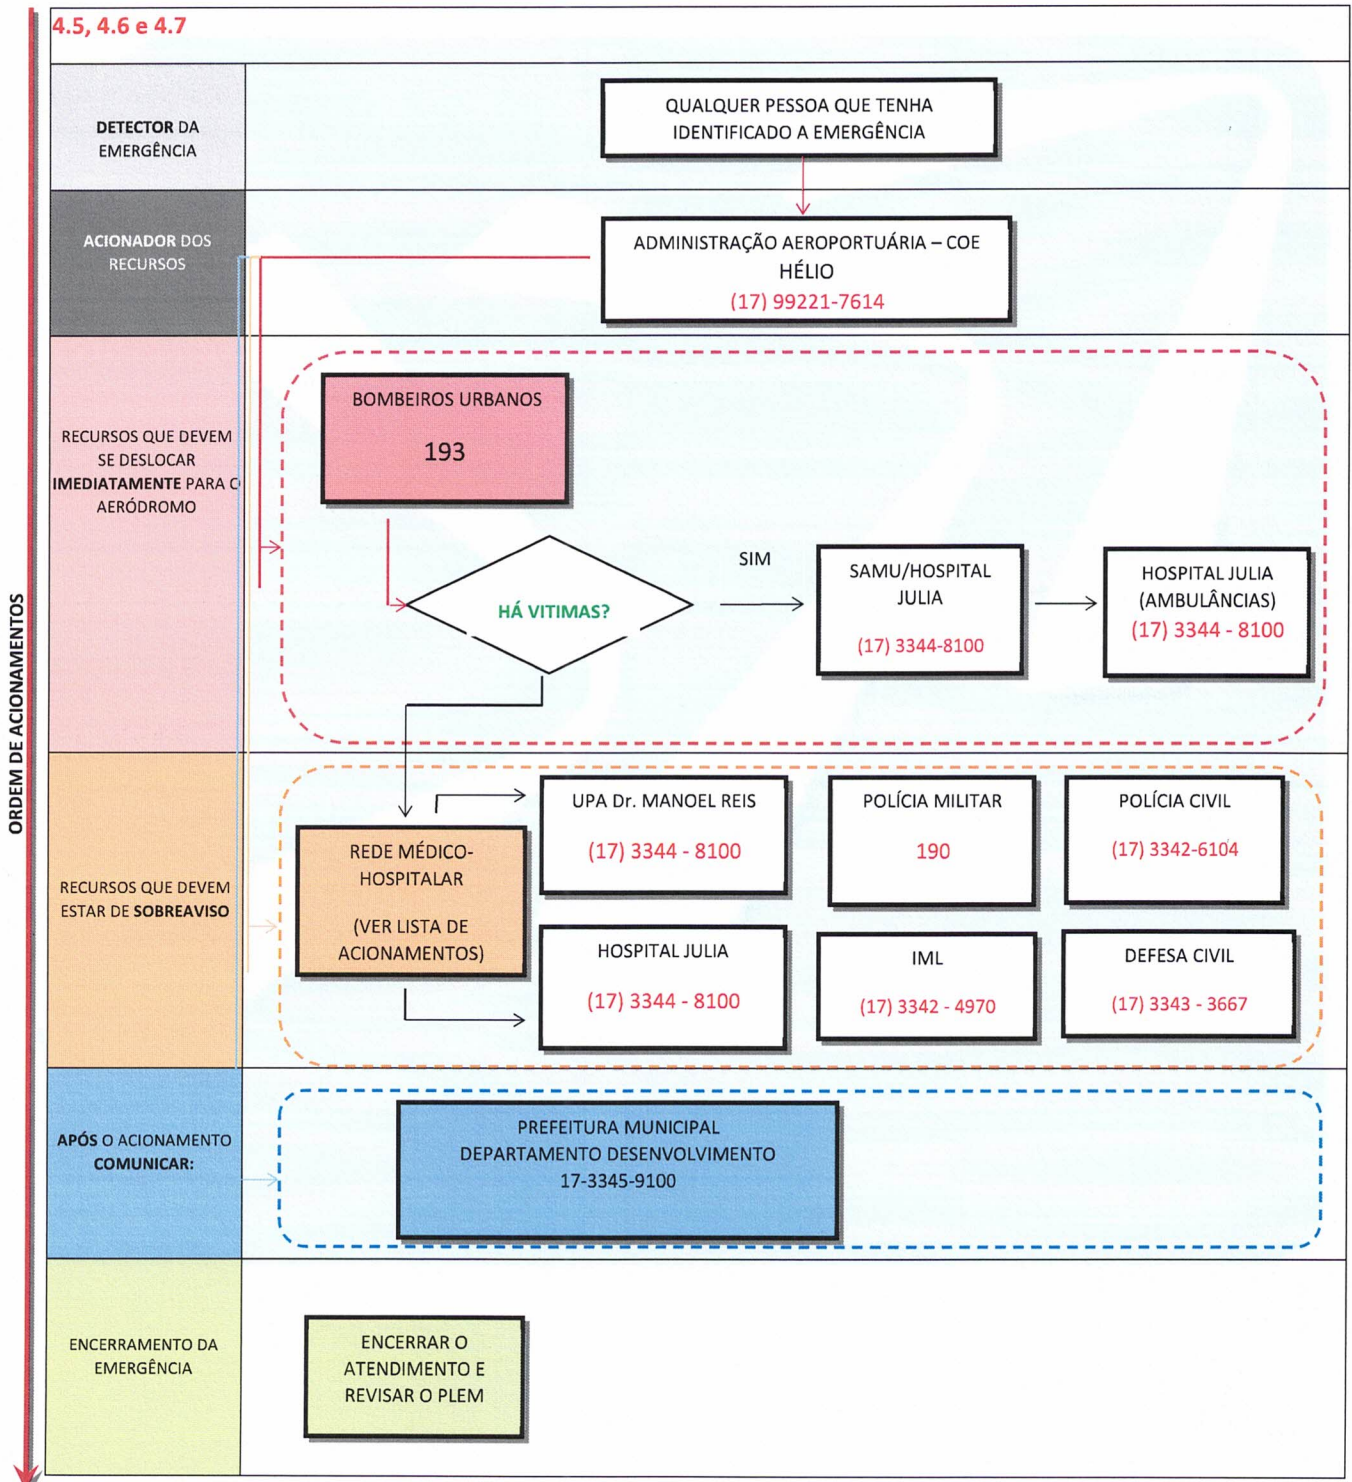 4.5, 4.6 e 4.7
ORDEM DE ACIONAMENTOS
DETECTOR DA
EMERGÊNCIA
QUALQUER PESSOA QUE TENHA
IDENTIFICADO A EMERGÊNCIA
ACIONADOR DOS
RECURSOS
ADMINISTRAÇÃO AEROPORTUÁRIA – COE
HÉLIO
(17) 99221-7614
RECURSOS QUE DEVEM
SE DESLOCAR
IMEDIATAMENTE PARA O
AERÓDROMO
BOMBEIROS URBANOS
193
HÁ VITIMAS?
SIM
SAMU/HOSPITAL
JULIA
(17) 3344-8100
HOSPITAL JULIA
(AMBULÂNCIAS)
(17) 3344 - 8100
RECURSOS QUE DEVEM
ESTAR DE SOBREAVISO
REDE MÉDICO-
HOSPITALAR
(VER LISTA DE
ACIONAMENTOS)
UPA Dr. MANOEL REIS
(17) 3344 - 8100
POLÍCIA MILITAR
190
POLÍCIA CIVIL
(17) 3342-6104
HOSPITAL JULIA
(17) 3344 - 8100
IML
(17) 3342 - 4970
DEFESA CIVIL
(17) 3343 - 3667
APÓS O ACIONAMENTO
COMUNICAR:
PREFEITURA MUNICIPAL
DEPARTAMENTO DESENVOLVIMENTO
17-3345-9100
ENCERRAMENTO DA
EMERGÊNCIA
ENCERRAR O
ATENDIMENTO E
REVISAR O PLEM